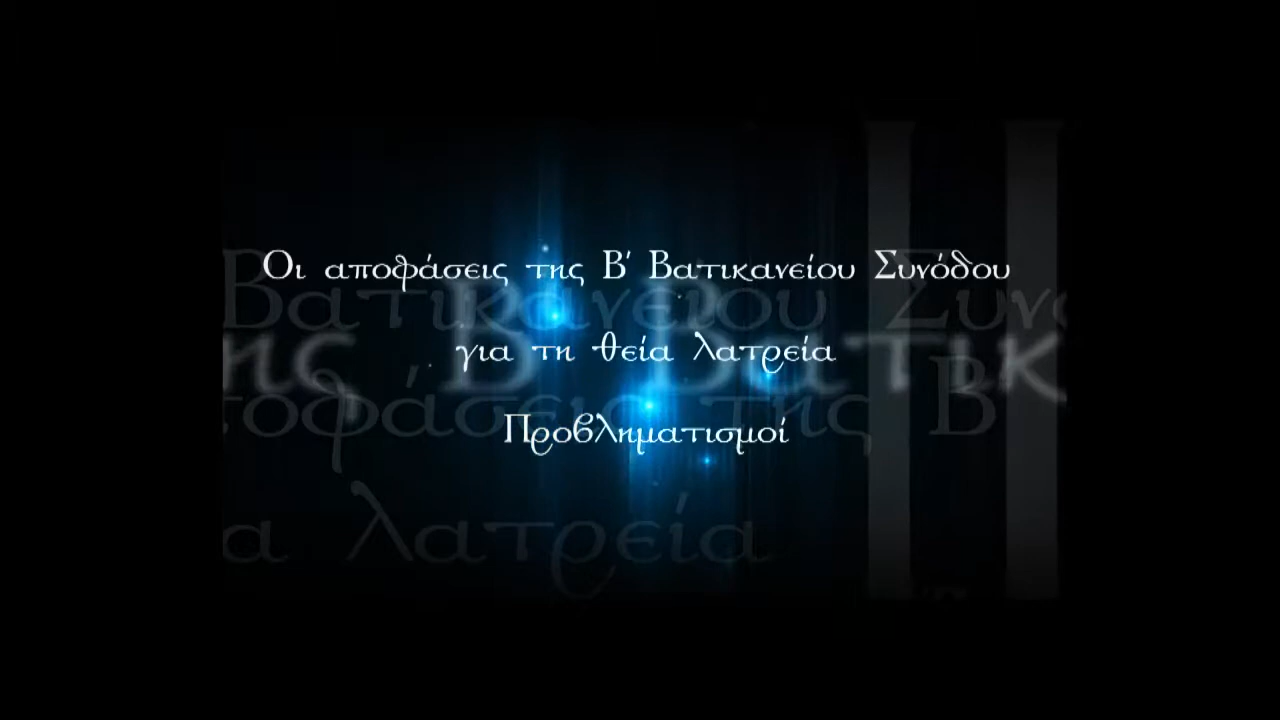 Οι αποφάσεις της Β΄ Βατικανείου Συνόδου
για τη θεία λατρεία
Προβληματισμοί